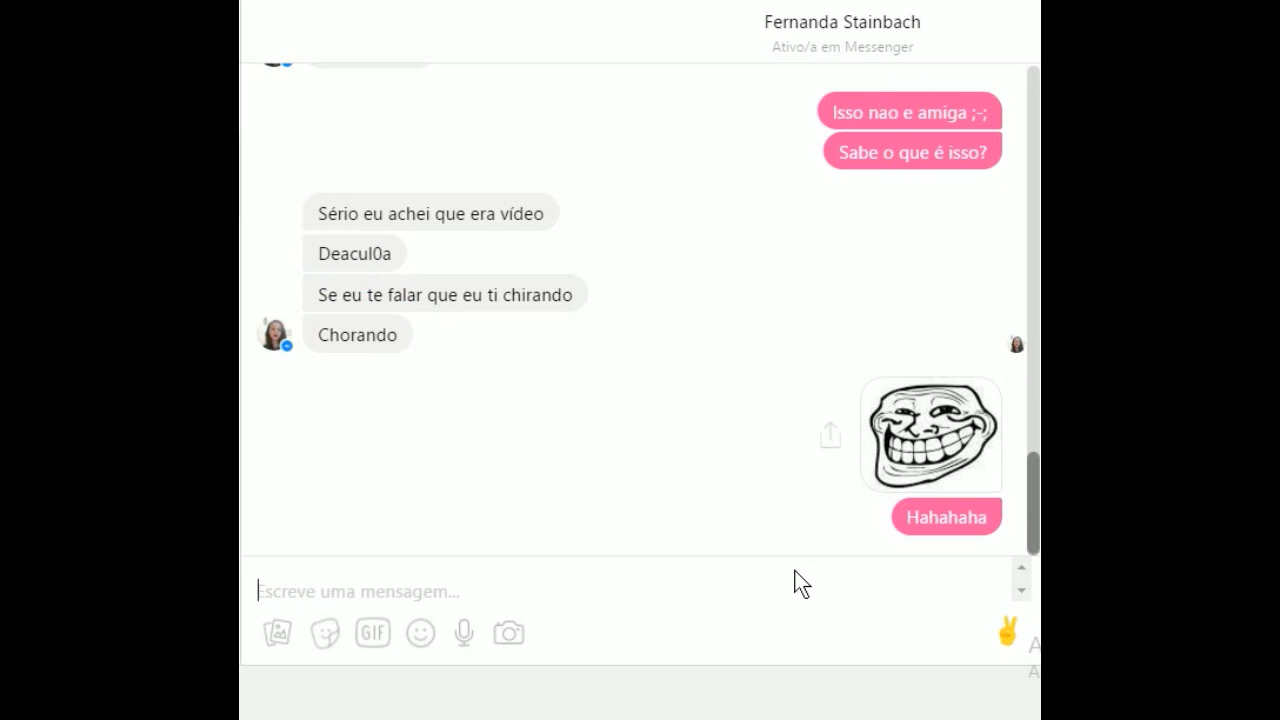 Fernanda Stainbach
Ativo/a em Messenger
Isso nao e amiga ;-;
Sabe o que é isso?
Sério eu achei que era vídeo
Deacul0a
Se eu te falar que eu ti chirando
Chorando
Hahahaha
Escreve uma mensagem...
GIF
A
A